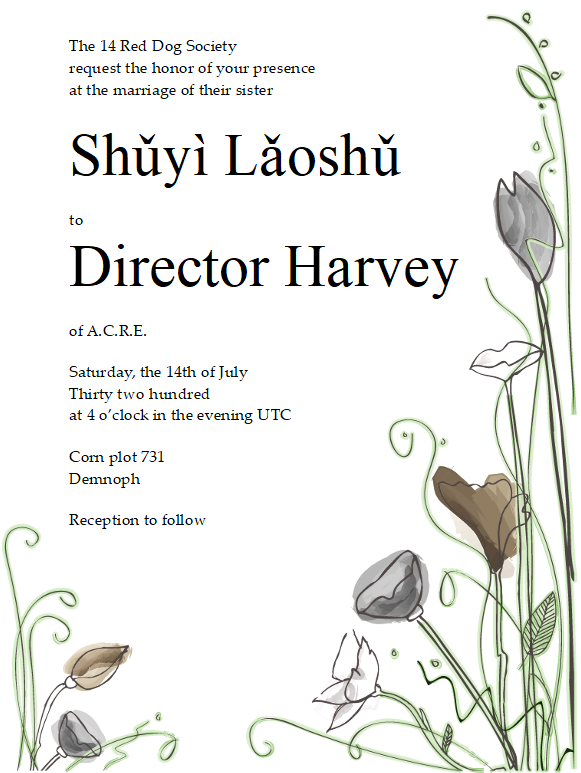 The 14 Red Dog Society
request the honor of your presence
at the marriage of their sister
Shǔyì Lǎoshǔ
to
Director Harvey
of A.C.R.E.
Saturday, the 14th of July
Thirty two hundred
at 4 o’clock in the evening UTC
Corn plot 731
Demnoph
Reception to follow